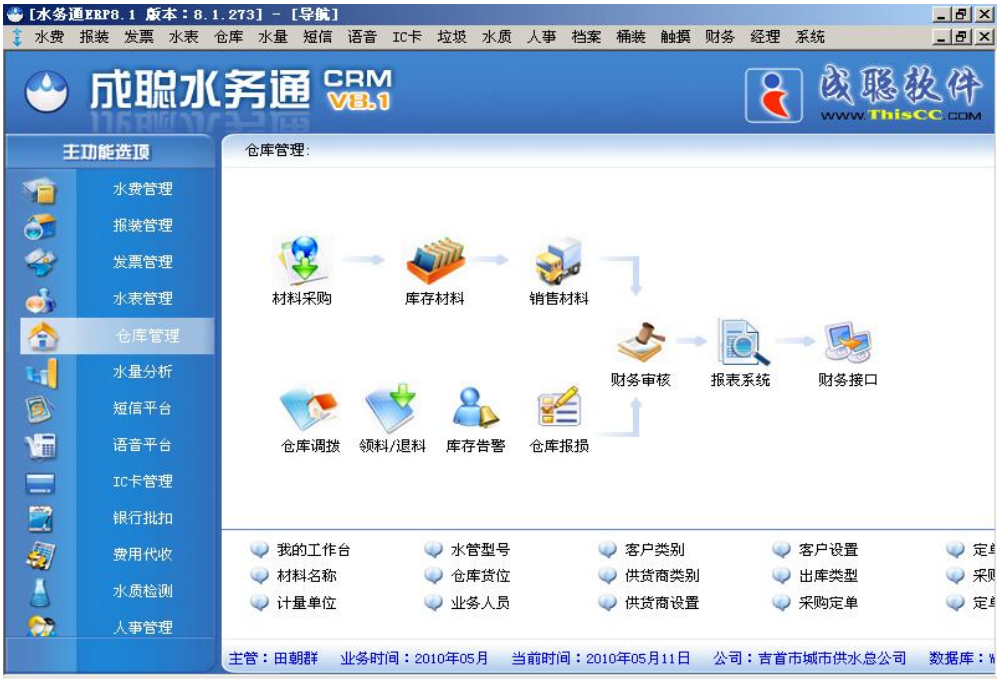 [水务通ERP8.1 版本：8.1.273] - [导航]
水费 报装 发票 水表 仓库 水量 短信 语音 IC卡 垃圾 水质 人事 档案 桶装 触摸 财务 经理 系统
成聪水务通 CRM V8.1
成聪软件
www.ThisCC.com
主功能选项
仓库管理:
水费管理
报装管理
发票管理
水表管理
仓库管理
水量分析
短信平台
语音平台
IC卡管理
银行批扣
费用代收
水质检测
人事管理
材料采购 库存材料 销售材料
财务审核 报表系统 财务接口
仓库调拨 领料/退料 库存告警 仓库报损
我的工作台 水管型号 客户类别 客户设置 定
材料名称 仓库货位 供货商类别 出库类型 采
计量单位 业务人员 供货商设置 采购定单 定
主管：田朝群 业务时间：2010年05月 当前时间：2010年05月11日 公司：吉首市城市供水总公司 数据库：